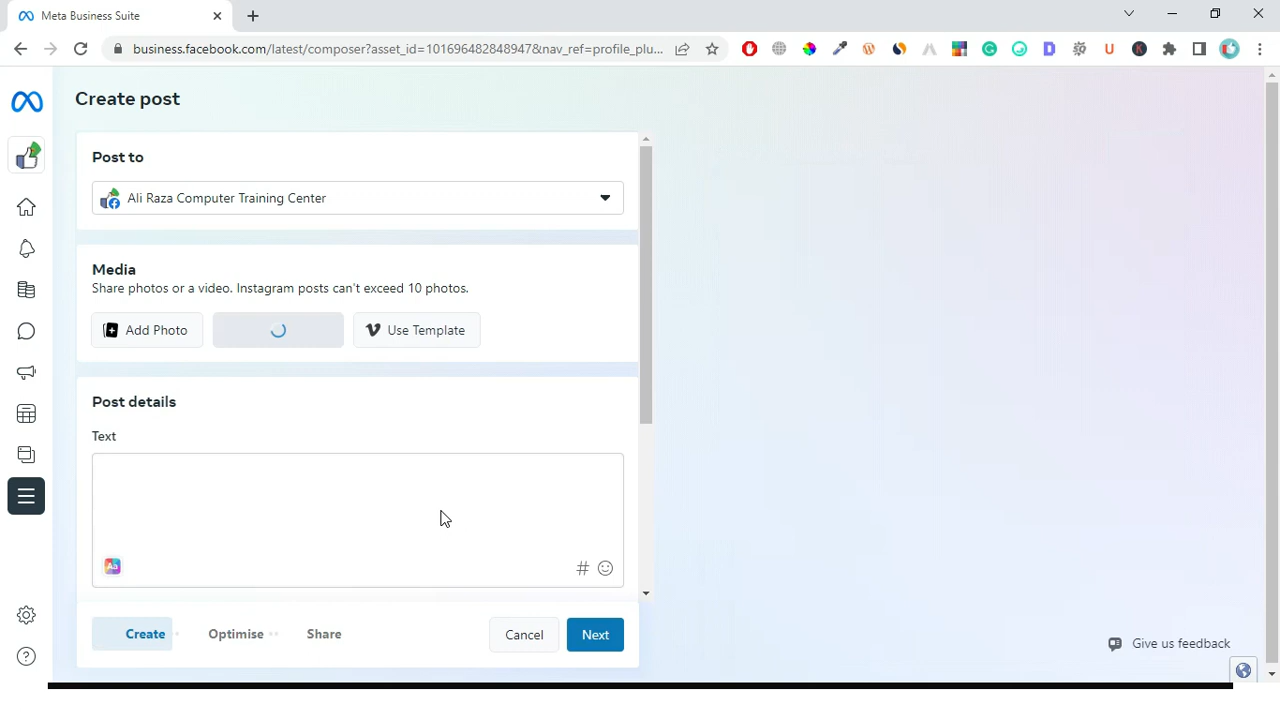 Meta Business Suite
business.facebook.com/latest/composer?asset_id=101696482848947&nav_ref=profile_plu...
Create post
Post to
Ali Raza Computer Training Center
Media
Share photos or a video. Instagram posts can't exceed 10 photos.
Add Photo
Use Template
Post details
Text
Create
Optimise
Share
Cancel
Next
Give us feedback